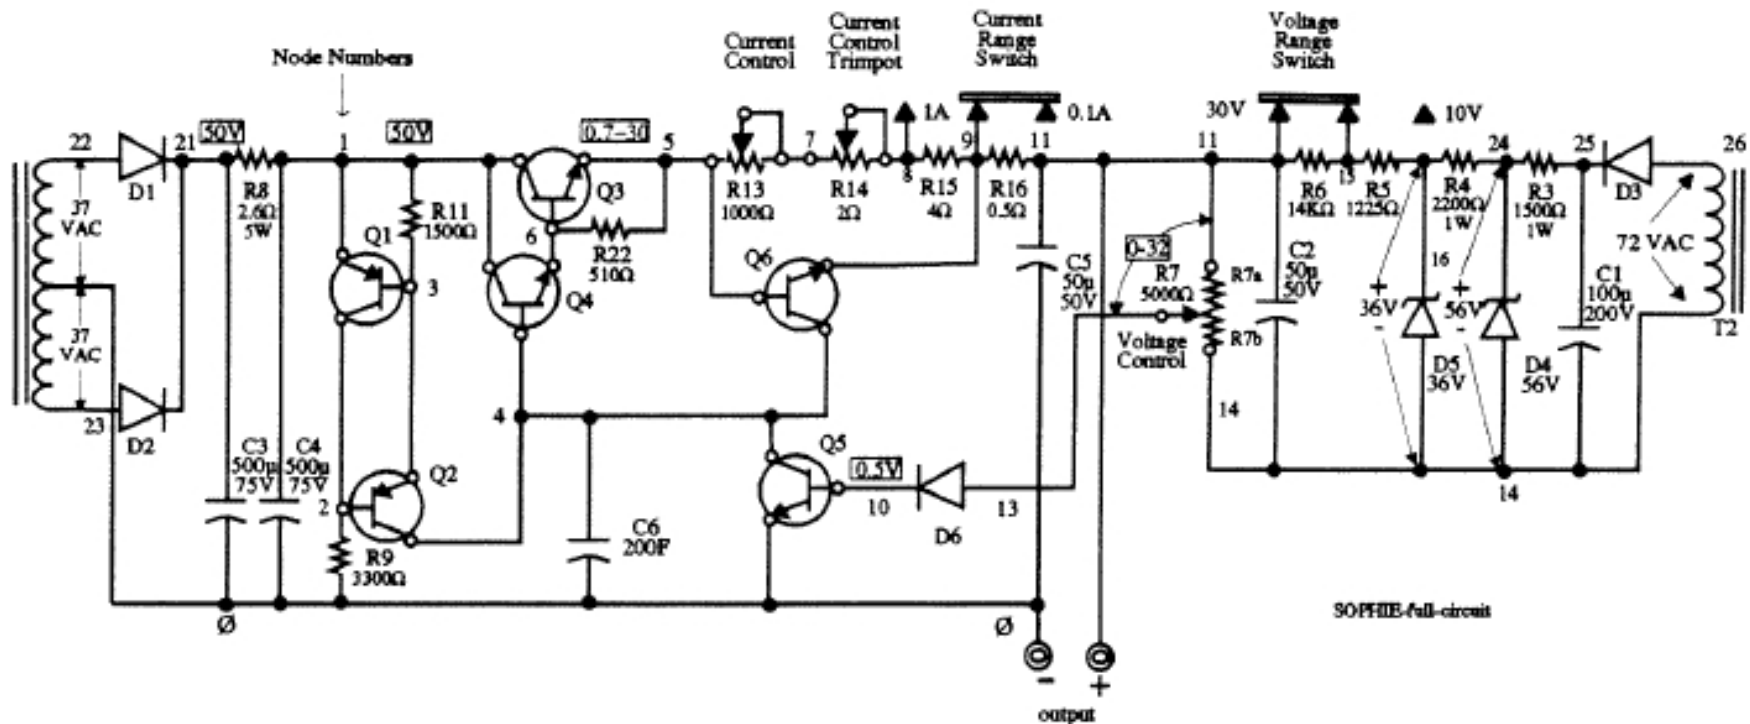 Node Numbers
Current
Control
Current
Control
Trimpot
Current
Range
Switch
Voltage
Range
Switch
1A
0.1A
30V
10V
22
21
50V
1
50V
0.7-30
5
7
8
9
11
11
15
24
25
26
D1
R8
2.6Ω
5W
R11
1500Ω
Q3
R13
1000Ω
R14
2Ω
R15
4Ω
R16
0.5Ω
R6
14KΩ
R5
1225Ω
R4
2200Ω
1W
R3
1500Ω
1W
D3
37
VAC
Q1
6
R22
510Ω
Q6
0-32
72 VAC
3
Q4
C5
50µ
50V
R7
5000Ω
R7a
R7b
C2
50µ
50V
16
+
36V
-
+
56V
-
C1
100µ
200V
T2
37
VAC
Voltage
Control
D5
36V
D4
56V
23
D2
4
14
C3
500µ
75V
C4
500µ
75V
Q2
Q5
0.5V
2
10
13
14
D6
R9
3300Ω
C6
200F
Ø
Ø
SOPHIE-full-circuit
-
+
output